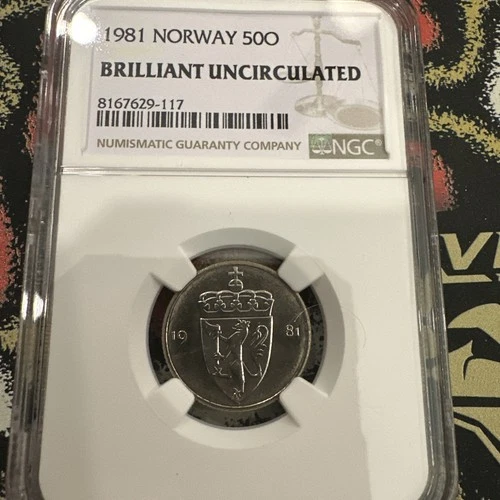 1981 NORWAY 50O
BRILLIANT UNCIRCULATED
8167629-117
NUMISMATIC GUARANTY COMPANY
NGC®
19 81